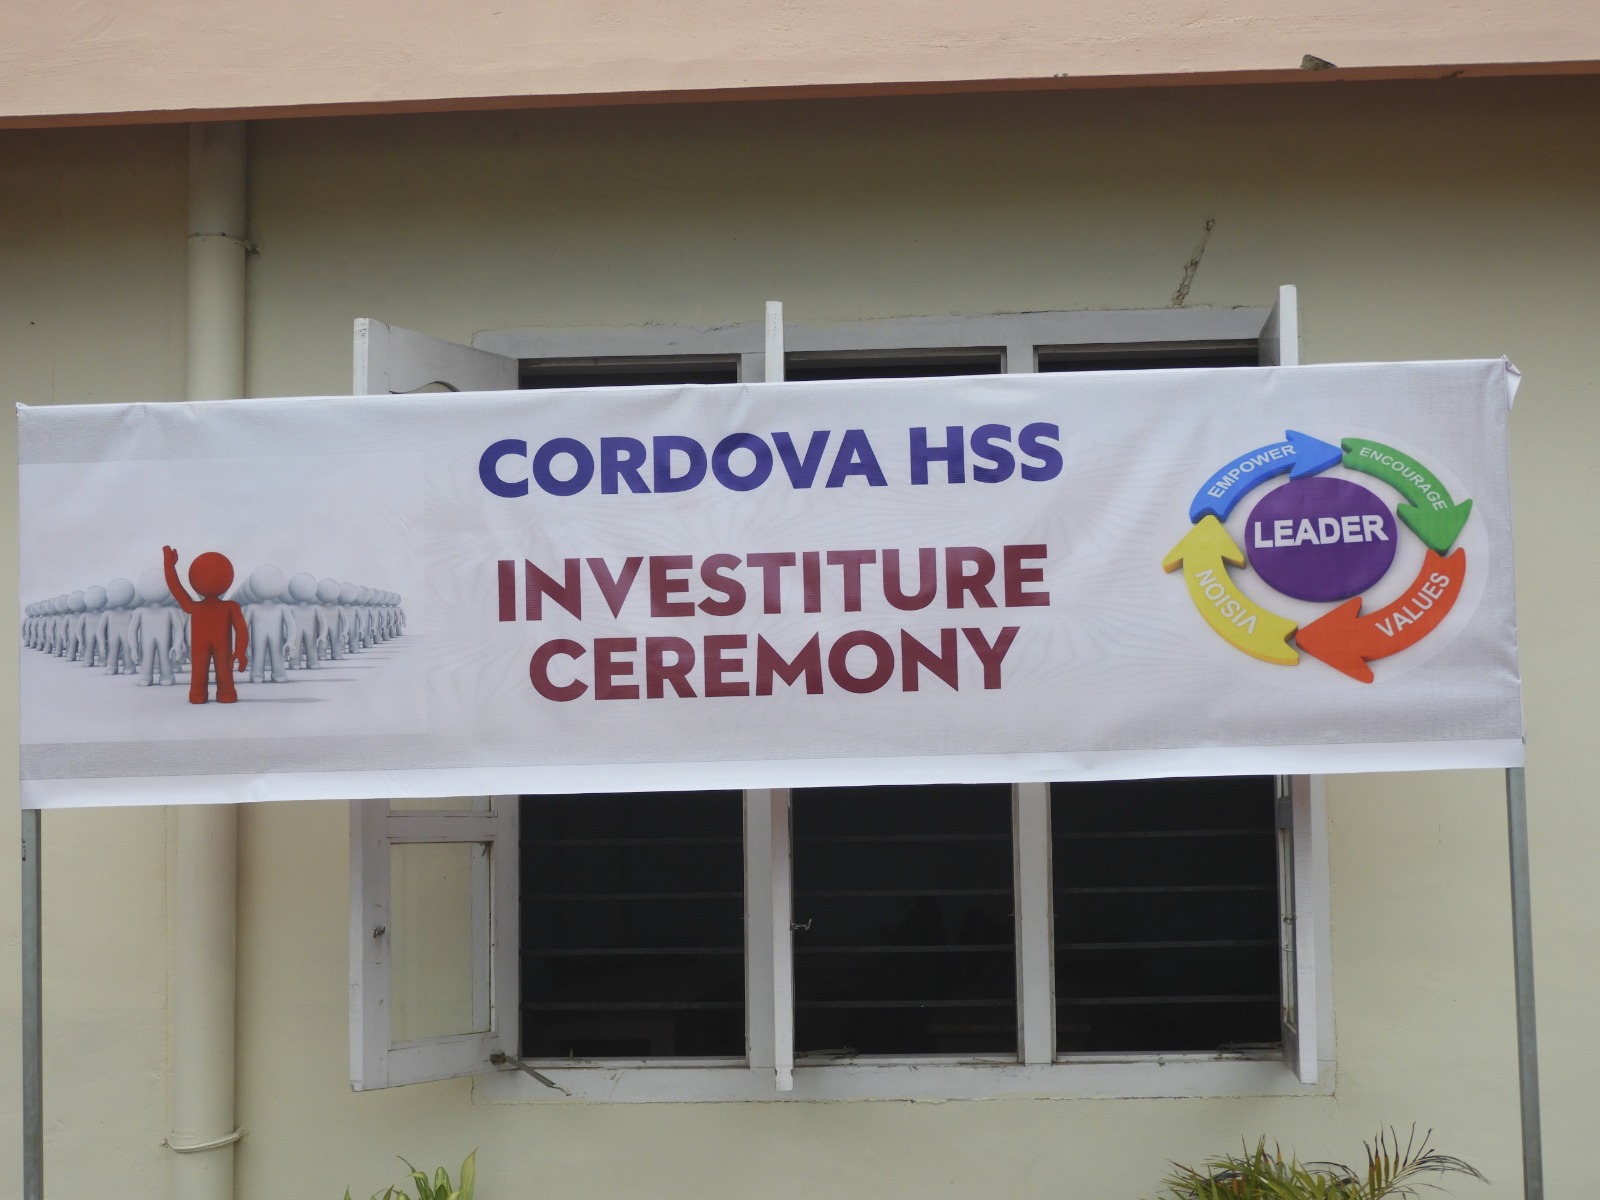 CORDOVA HSS
INVESTITURE
CEREMONY
EMPOWER
ENCOURAGE
LEADER
VISION
VALUES